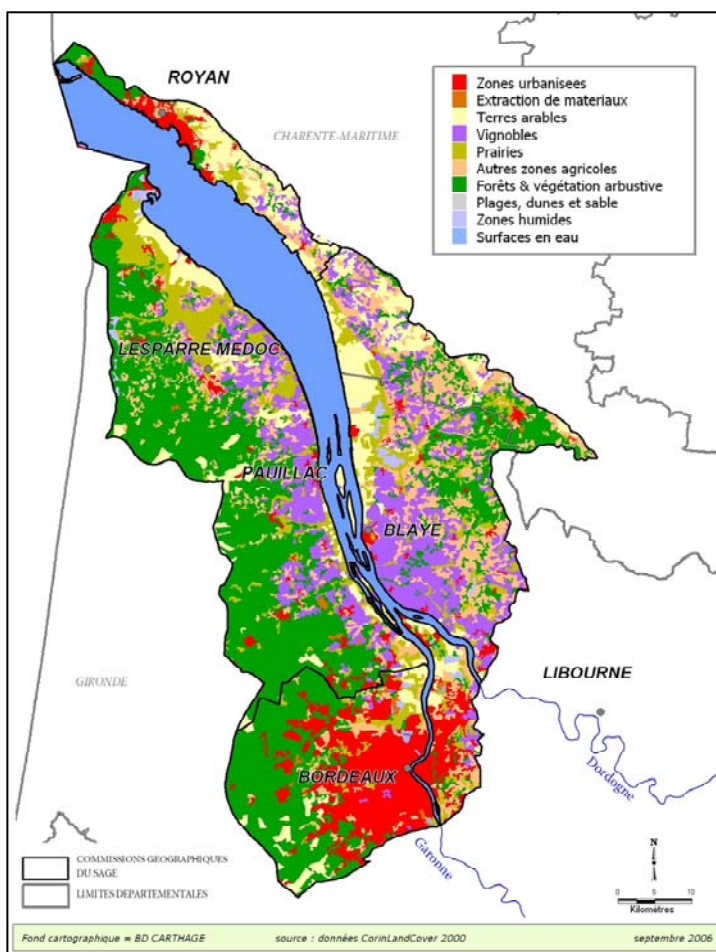 ROYAN
CHARENTE-MARITIME
Zones urbanisees
Extraction de materiaux
Terres arables
Vignobles
Prairies
Autres zones agricoles
Forêts & végétation arbustive
Plages, dunes et sable
Zones humides
Surfaces en eau
LESPARRE MEDOC
PAUILLAC
BLAYE
GIRONDE
LIBOURNE
Dordogne
BORDEAUX
Garonne
COMMISSIONS GEOGRAPHIQUES
DU SAGE
LIMITES DEPARTEMENTALES
N
0 5 10
Kilomètres
Fond cartographique = BD CARTHAGE source : données CorinLandCover 2000 septembre 2006